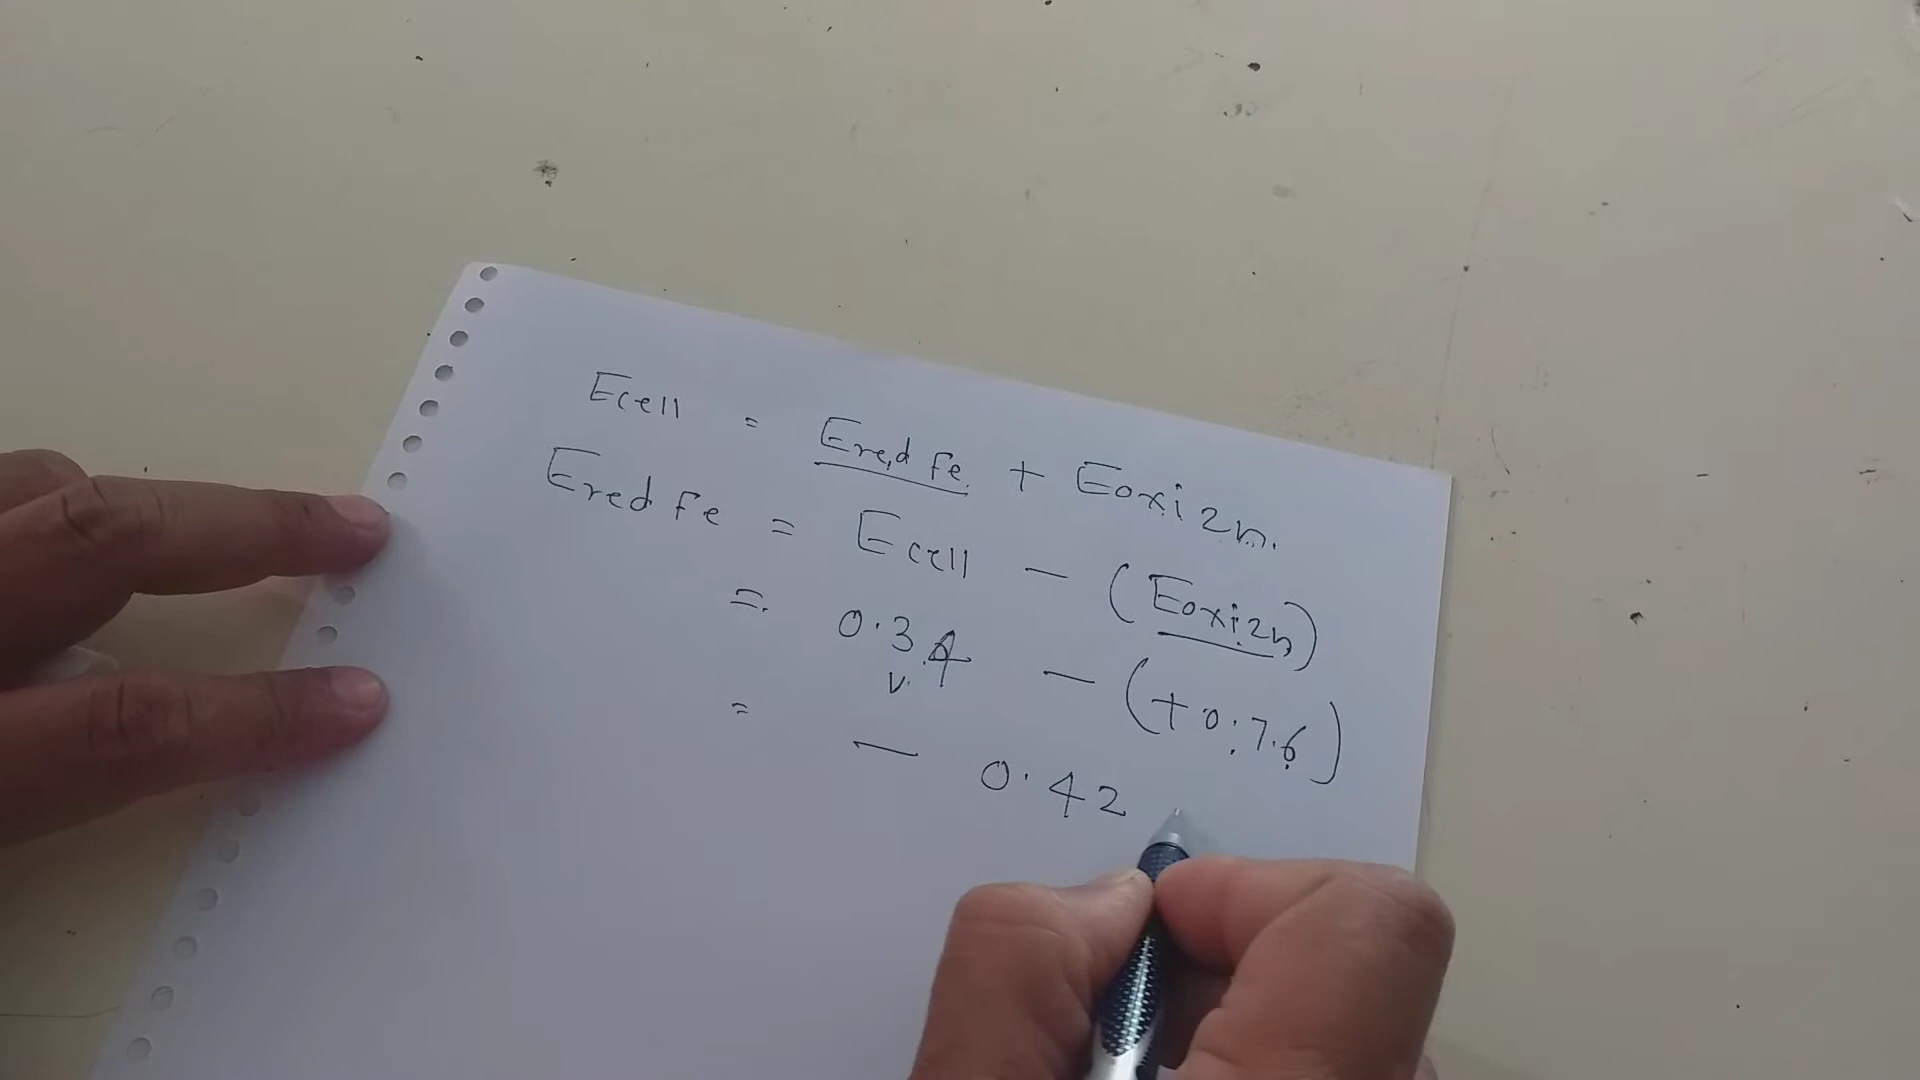 Ecell = Ered Fe + Eoxi Zn.
Ered Fe = Ecell - (Eoxi Zn)
= 0.34 - (+0.76)
V
= - 0.42